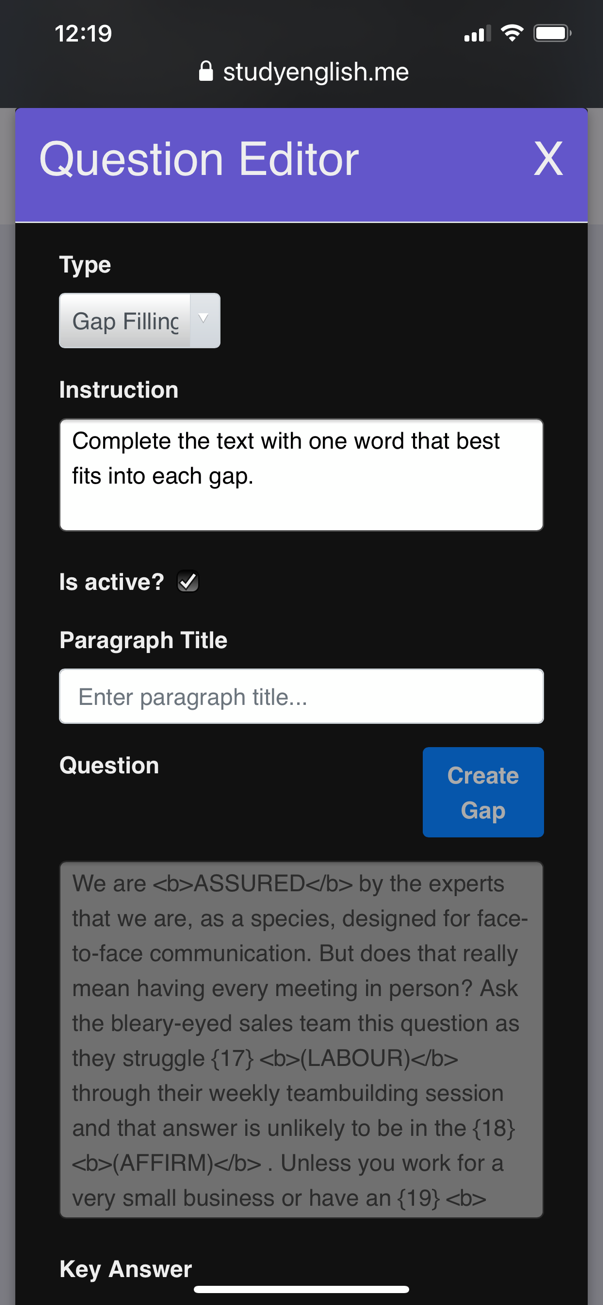 12:19
studyenglish.me
Question Editor
X
Type
Gap Filling
Instruction
Complete the text with one word that best
fits into each gap.
Is active?
Paragraph Title
Enter paragraph title...
Question
Create
Gap
We are <b>ASSURED</b> by the experts
that we are, as a species, designed for face-
to-face communication. But does that really
mean having every meeting in person? Ask
the bleary-eyed sales team this question as
they struggle {17} <b>(LABOUR)</b>
through their weekly teambuilding session
and that answer is unlikely to be in the {18}
<b>(AFFIRM)</b> . Unless you work for a
very small business or have an {19} <b>
Key Answer